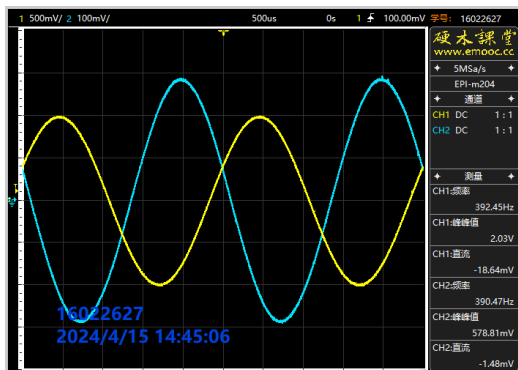 1 500mV/ 2 100mV/ 500us 0s 1 100.00mV 学号: 16022627
硬木課堂
www.emooc.cc
5MSa/s
EPI-m204
通道
CH1 DC 1 : 1
CH2 DC 1 : 1
测量
CH1:频率
392.45Hz
CH1:峰峰值
2.03V
CH1:直流
-18.64mV
CH2:频率
390.47Hz
CH2:峰峰值
578.81mV
CH2:直流
-1.48mV
16022627
2024/4/15 14:45:06